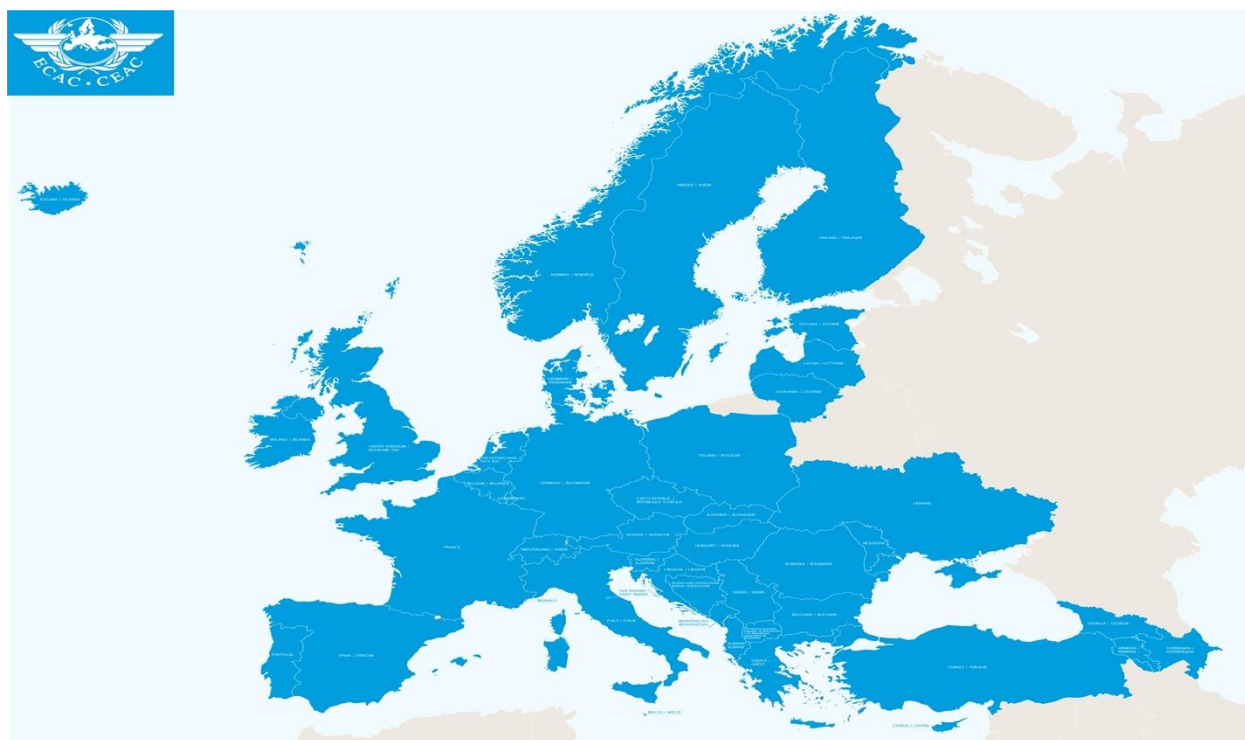 ECAC • CEAC
ICELAND / ISLANDE
SWEDEN / SUÈDE
FINLAND / FINLANDE
NORWAY / NORVÈGE
ESTONIA / ESTONIE
LATVIA / LETTONIE
LITHUANIA / LITUANIE
DENMARK /
DANEMARK
IRELAND / IRLANDE
UNITED KINGDOM /
ROYAUME-UNI
POLAND / POLOGNE
BELGIUM / BELGIQUE
GERMANY / ALLEMAGNE
LUXEMBOURG
CZECH REPUBLIC /
RÉPUBLIQUE TCHÈQUE
UKRAINE
SLOVAKIA / SLOVAQUIE
AUSTRIA / AUTRICHE
FRANCE
SWITZERLAND / SUISSE
HUNGARY / HONGRIE
MOLDOVA
SLOVENIA /
SLOVÉNIE
CROATIA / CROATIE
ROMANIA / ROUMANIE
SAN MARINO /
SAINT-MARIN
SERBIA / SERBIE
MONACO
BULGARIA / BULGARIE
ITALY / ITALIE
MONTENEGRO /
MONTÉNÉGRO
GEORGIA / GÉORGIE
ALBANIA /
ALBANIE
ARMENIA /
ARMÉNIE
AZERBAIJAN /
AZERBAÏDJAN
PORTUGAL
SPAIN / ESPAGNE
GREECE /
GRÈCE
TURKEY / TURQUIE
MALTA / MALTE
CYPRUS / CHYPRE